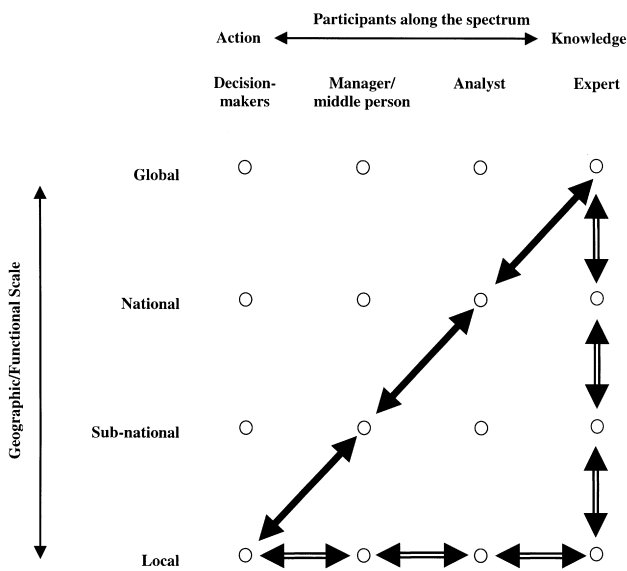 Participants along the spectrum
Action
Knowledge
Decision-
makers
Manager/
middle person
Analyst
Expert
Global
National
Sub-national
Local
Geographic/Functional Scale